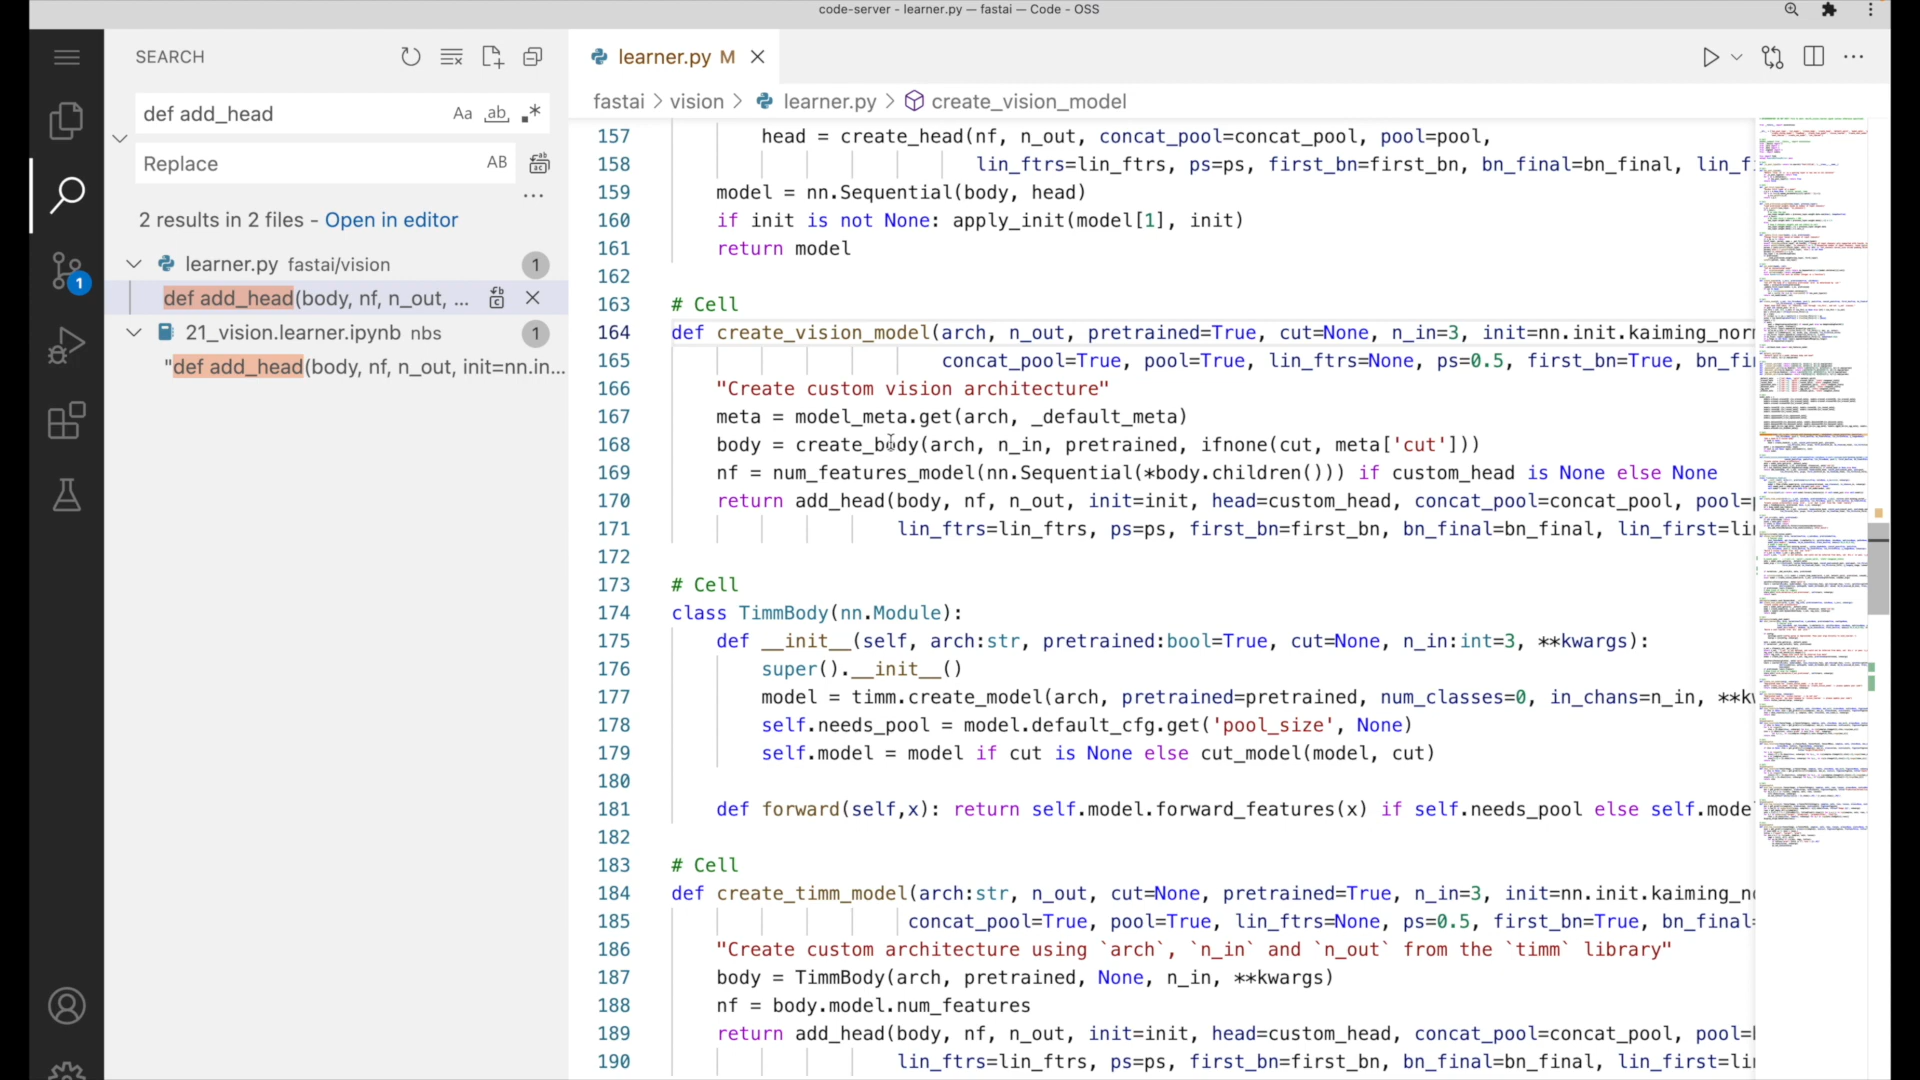 code-server - learner.py — fastai — Code - OSS
SEARCH
def add_head
Aa
ab
Replace
AB
2 results in 2 files - Open in editor
learner.py fastai/vision
1
def add_head(body, nf, n_out, ...
21_vision.learner.ipynb nbs
1
"def add_head(body, nf, n_out, init=nn.in...
1
learner.py M
fastai > vision > learner.py > create_vision_model
157 head = create_head(nf, n_out, concat_pool=concat_pool, pool=pool,
158 lin_ftrs=lin_ftrs, ps=ps, first_bn=first_bn, bn_final=bn_final, lin_f
159 model = nn.Sequential(body, head)
160 if init is not None: apply_init(model[1], init)
161 return model
162
163 # Cell
164 def create_vision_model(arch, n_out, pretrained=True, cut=None, n_in=3, init=nn.init.kaiming_nor
165 concat_pool=True, pool=True, lin_ftrs=None, ps=0.5, first_bn=True, bn_fi
166 "Create custom vision architecture"
167 meta = model_meta.get(arch, _default_meta)
168 body = create_body(arch, n_in, pretrained, ifnone(cut, meta['cut']))
169 nf = num_features_model(nn.Sequential(*body.children())) if custom_head is None else None
170 return add_head(body, nf, n_out, init=init, head=custom_head, concat_pool=concat_pool, pool=
171 lin_ftrs=lin_ftrs, ps=ps, first_bn=first_bn, bn_final=bn_final, lin_first=li
172
173 # Cell
174 class TimmBody(nn.Module):
175 def __init__(self, arch:str, pretrained:bool=True, cut=None, n_in:int=3, **kwargs):
176 super().__init__()
177 model = timm.create_model(arch, pretrained=pretrained, num_classes=0, in_chans=n_in, **k
178 self.needs_pool = model.default_cfg.get('pool_size', None)
179 self.model = model if cut is None else cut_model(model, cut)
180
181 def forward(self,x): return self.model.forward_features(x) if self.needs_pool else self.mode
182
183 # Cell
184 def create_timm_model(arch:str, n_out, cut=None, pretrained=True, n_in=3, init=nn.init.kaiming_no
185 concat_pool=True, pool=True, lin_ftrs=None, ps=0.5, first_bn=True, bn_final=
186 "Create custom architecture using `arch`, `n_in` and `n_out` from the `timm` library"
187 body = TimmBody(arch, pretrained, None, n_in, **kwargs)
188 nf = body.model.num_features
189 return add_head(body, nf, n_out, init=init, head=custom_head, concat_pool=concat_pool, pool=
190 lin_ftrs=lin_ftrs, ps=ps, first_bn=first_bn, bn_final=bn_final, lin_first=li